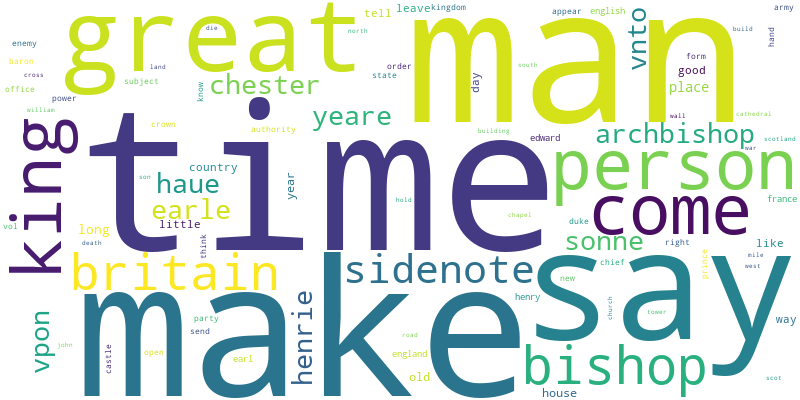 great
man
time
make
say
king
come
person
britain
bishop
sidenote
archbishop
sonne
henrie
haue
earle
yeare
chester
vnto
vpon
place
good
tell
leave
kingdom
appear
english
build
army
hand
north
die
enemy
baron
cross
land
office
subject
power
know
william
state
order
day
form
wall
cathedral
crown
authority
building
south
edward
scotland
war
country
son
year
france
vol
long
little
hold
chapel
duke
death
think
right
like
mile
west
prince
chief
new
henry
church
tower
way
party
send
road
john
castle
open
earl
england
old
house
scot